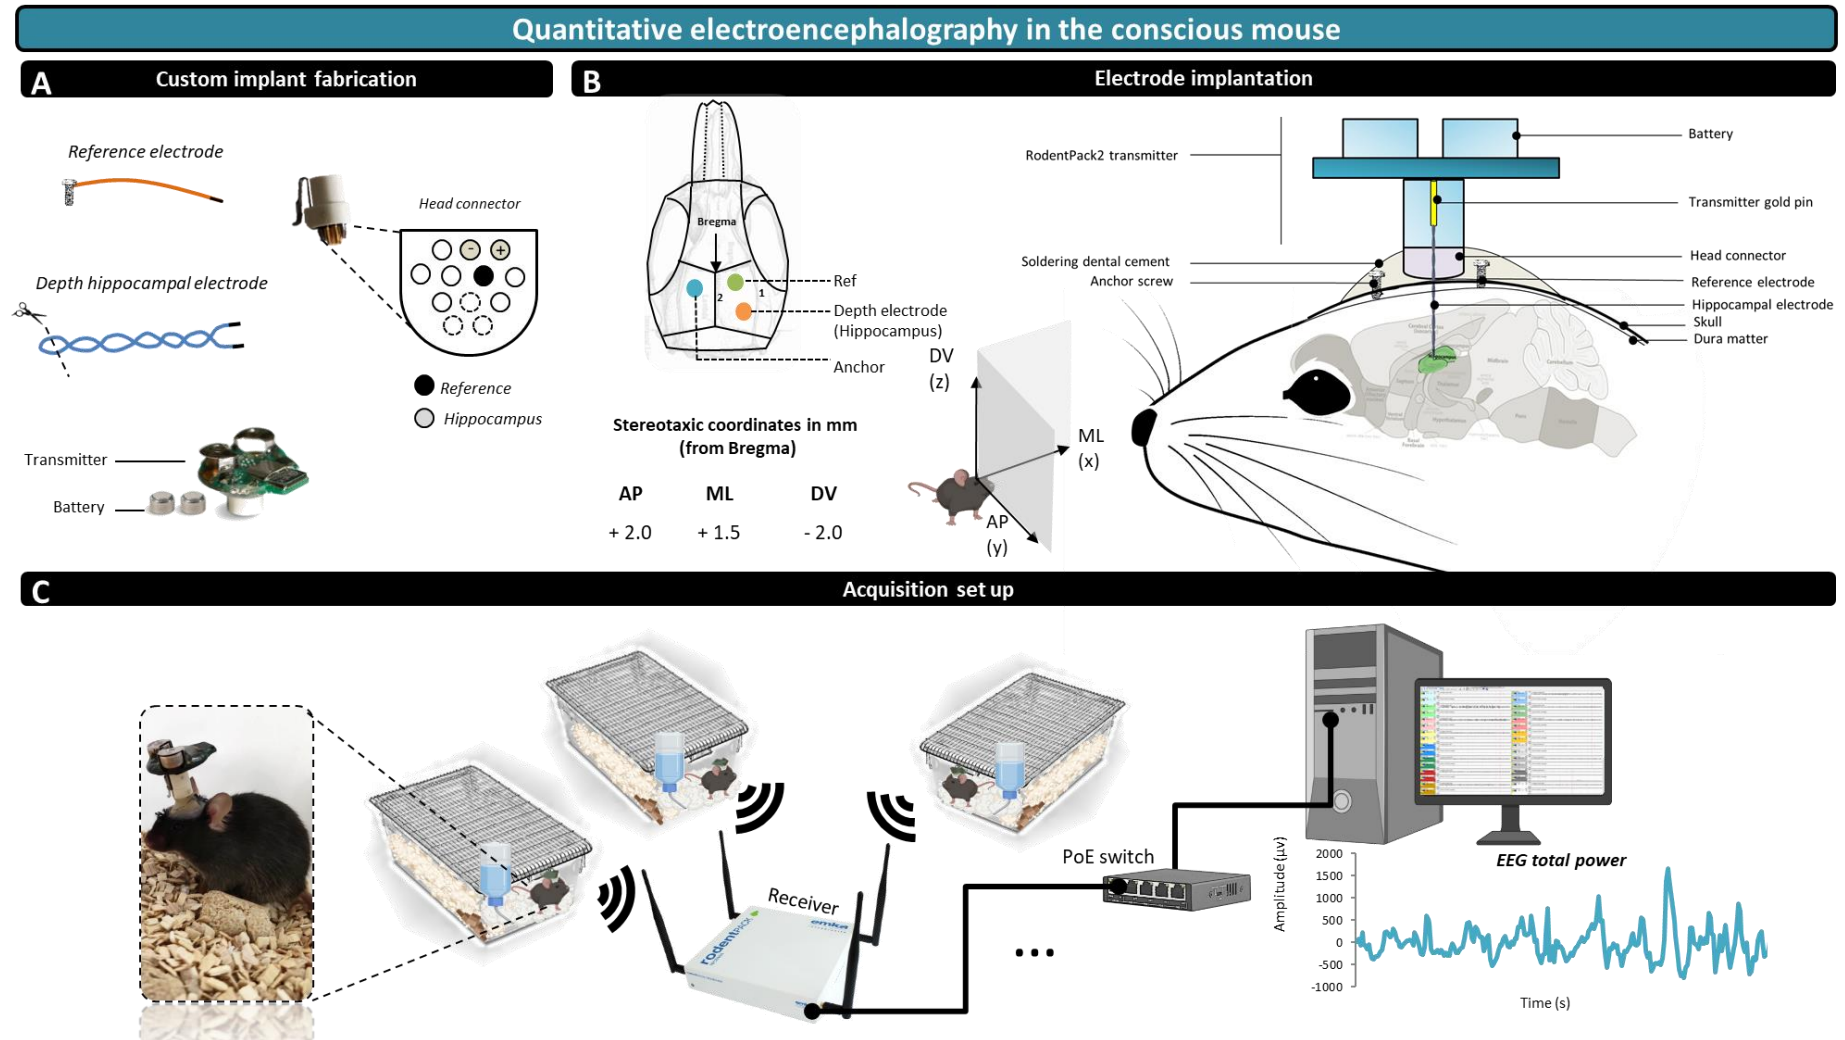 Quantitative electroencephalography in the conscious mouse
A
Custom implant fabrication
Reference electrode
Head connector
-
+
Depth hippocampal electrode
Reference
Hippocampus
Transmitter
Battery
B
Electrode implantation
Bregma
2
1
Ref
Depth electrode
(Hippocampus)
Anchor
Stereotaxic coordinates in mm
(from Bregma)
AP ML DV
+ 2.0 + 1.5 - 2.0
DV
(z)
ML
(x)
AP
(y)
RodentPack2 transmitter
Soldering dental cement
Anchor screw
Battery
Transmitter gold pin
Head connector
Reference electrode
Hippocampal electrode
Skull
Dura matter
C
Acquisition set up
Receiver
rodentPACK
emka
PoE switch
...
EEG total power
Amplitude (μv)
2000
1500
1000
500
0
-500
-1000
Time (s)